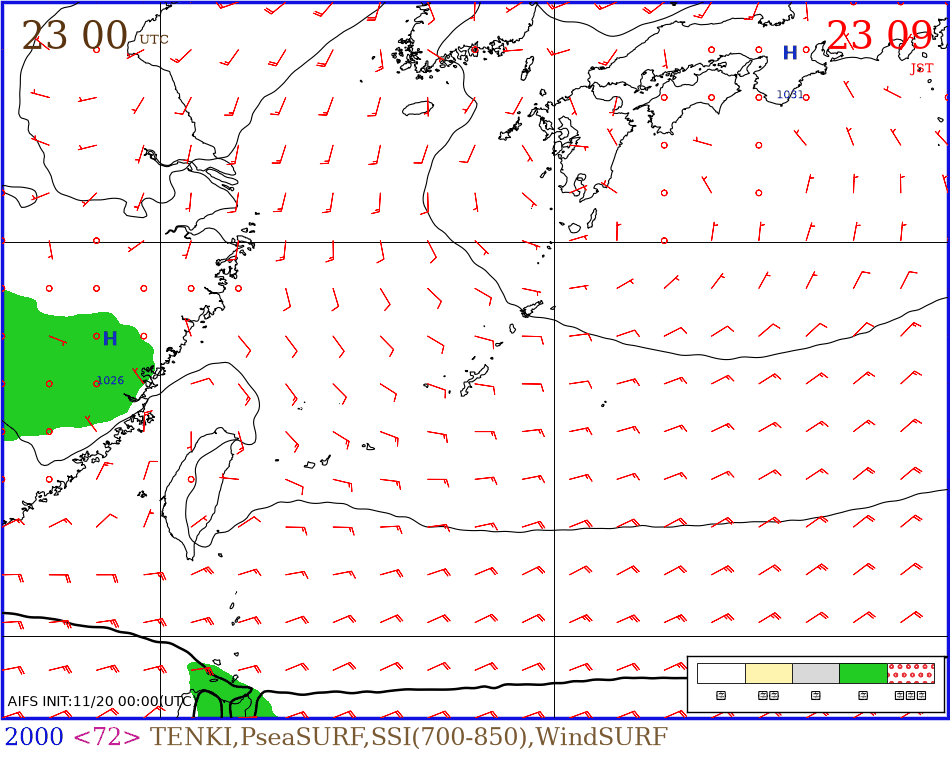 23 00 UTC
23 09
JST
H
1031
H
1026
AIFS INIT:11/20 00:00(UTC)
2000 <72> TENKI,PseaSURF,SSI(700-850),WindSURF